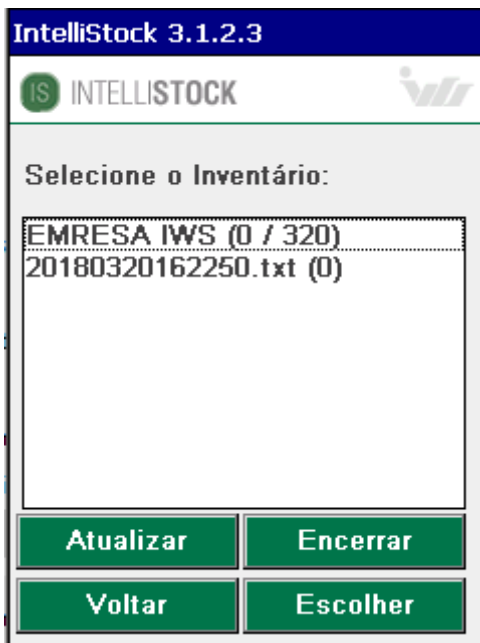 IntelliStock 3.1.2.3
IS INTELLISTOCK
Selecione o Inventário:
EMRESA IWS (0 / 320)
20180320162250.txt (0)
Atualizar Encerrar
Voltar Escolher